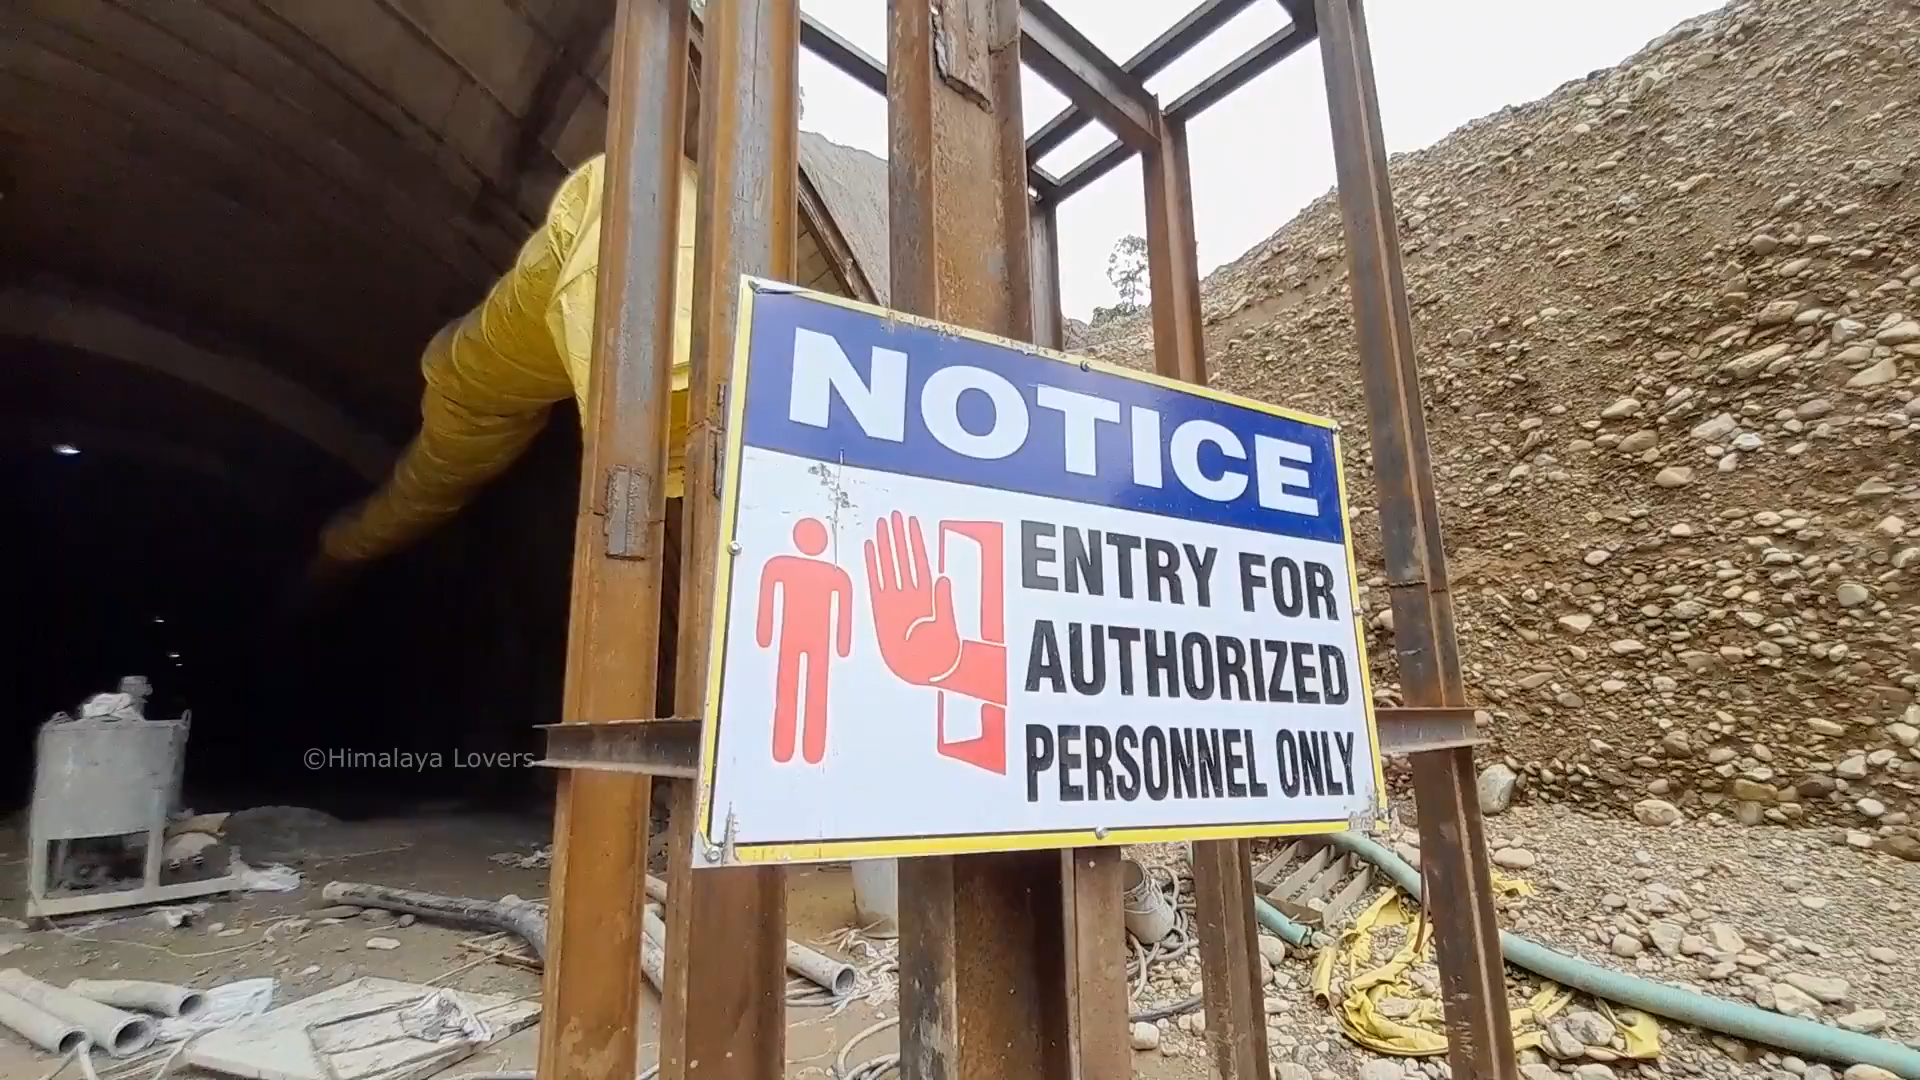 NOTICE
ENTRY FOR
AUTHORIZED
PERSONNEL ONLY
©Himalaya Lovers